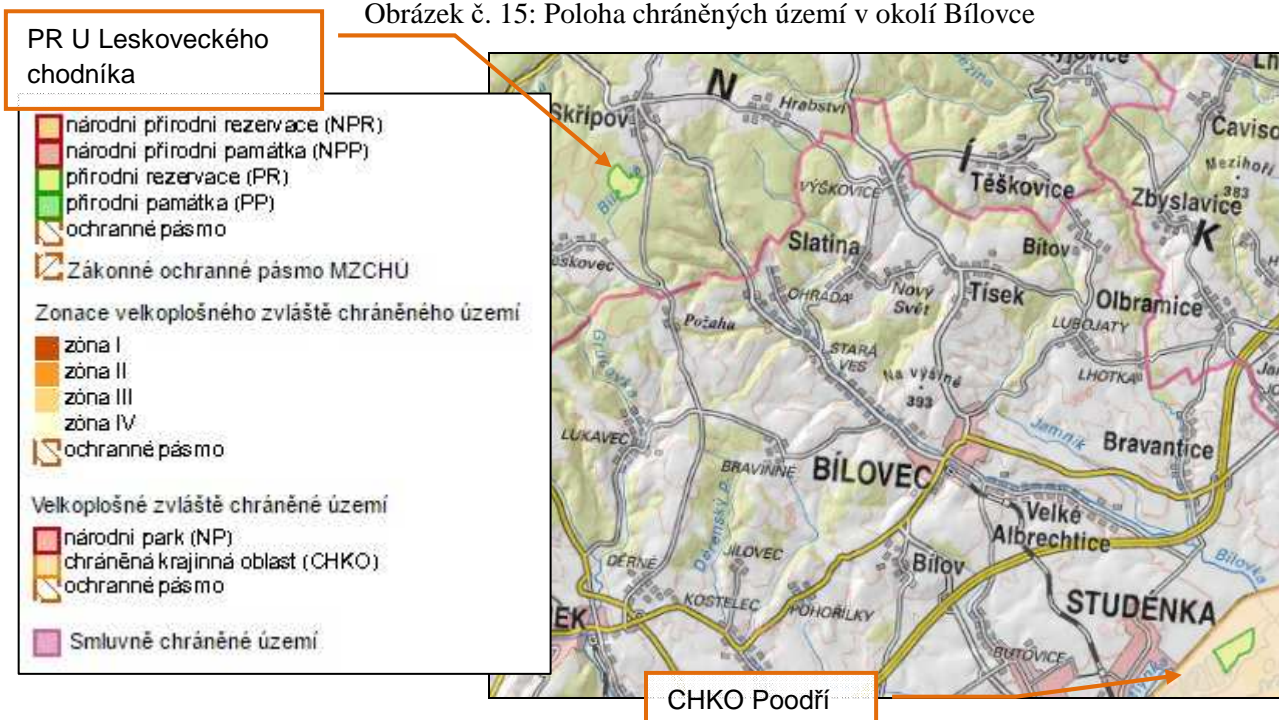 Obrázek č. 15: Poloha chráněných území v okolí Bílovce
PR U Leskoveckého
chodníka
národní přírodní rezervace (NPR)
národní přírodní památka (NPP)
přírodní rezervace (PR)
přírodní památka (PP)
ochranné pásmo
Zákonné ochranné pásmo MZCHÚ
Zonace velkoplošného zvláště chráněného území
zóna I
zóna II
zóna III
zóna IV
ochranné pásmo
Velkoplošné zvláště chráněné území
národní park (NP)
chráněná krajinná oblast (CHKO)
ochranné pásmo
Smluvně chráněné území
N
Hrabství
Skřipov
Caviso
Mezihoří
383
Í
Těškovice
VÝŠKOVICE
Zbyslavice
K
Slatina
Bítov
OHRADA
Nový
Svět
Tísek
Olbramice
Požaha
LUBOJATY
STARÁ
VES
Na výšině
393
LHOTKA
Gručovka
LUKAVEC
Jamník
Bravantice
BRAVINNÉ
BÍLOVEC
Velké
Albrechtice
Děrenský p.
JÍLOVEC
DĚRNÉ
Bílov
Bílovka
KOSTELEC
POHOŘÍLKY
EK
STUDÉNKA
BUTOVICE
CHKO Poodří